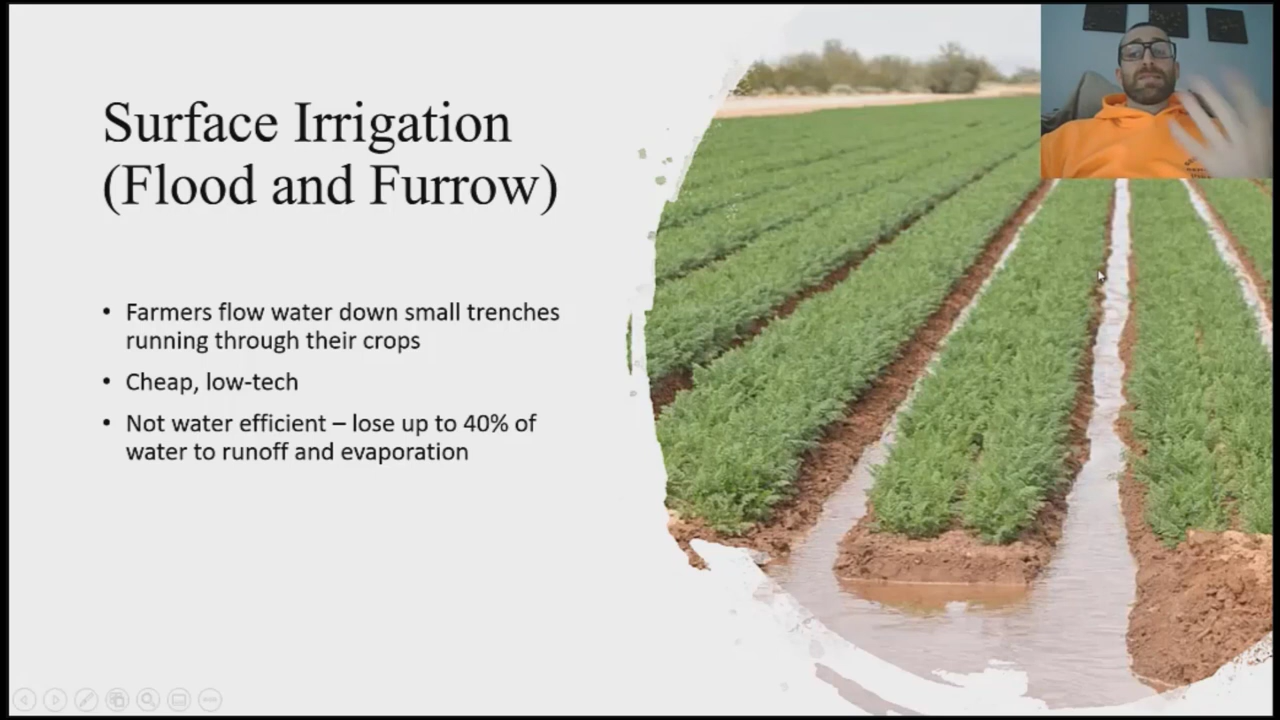 Surface Irrigation
(Flood and Furrow)
• Farmers flow water down small trenches
running through their crops
• Cheap, low-tech
• Not water efficient – lose up to 40% of
water to runoff and evaporation